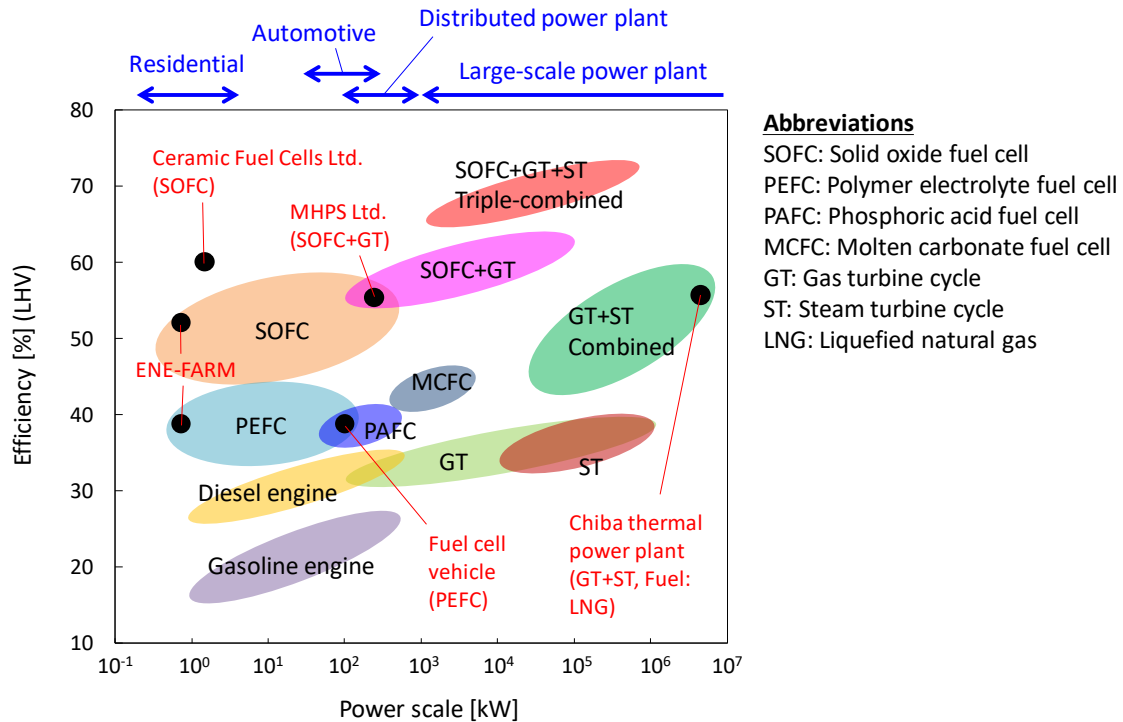 Distributed power plant
Automotive
Residential
Large-scale power plant
80
70
60
50
40
30
20
10
Efficiency [%] (LHV)
Ceramic Fuel Cells Ltd.
(SOFC)
SOFC+GT+ST
Triple-combined
MHPS Ltd.
(SOFC+GT)
SOFC+GT
SOFC
GT+ST
Combined
ENE-FARM
MCFC
PEFC
PAFC
GT
ST
Diesel engine
Gasoline engine
Fuel cell
vehicle
(PEFC)
Chiba thermal
power plant
(GT+ST, Fuel:
LNG)
10⁻¹ 10⁰ 10¹ 10² 10³ 10⁴ 10⁵ 10⁶ 10⁷
Power scale [kW]
Abbreviations
SOFC: Solid oxide fuel cell
PEFC: Polymer electrolyte fuel cell
PAFC: Phosphoric acid fuel cell
MCFC: Molten carbonate fuel cell
GT: Gas turbine cycle
ST: Steam turbine cycle
LNG: Liquefied natural gas